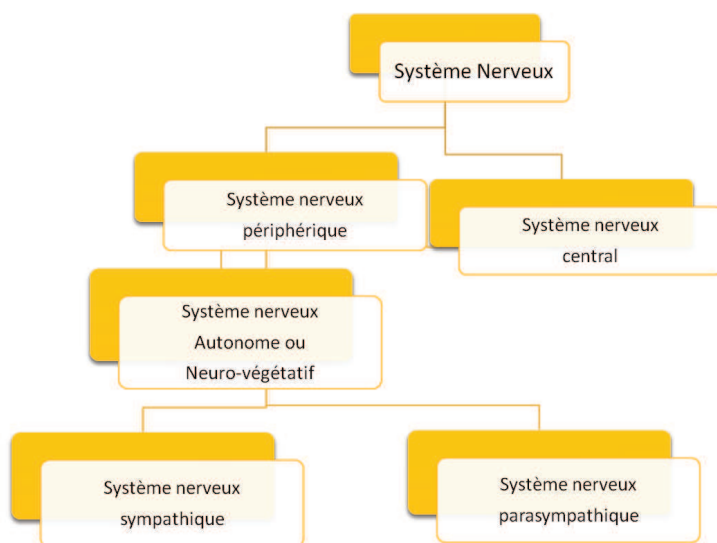 Système Nerveux
Système nerveux
périphérique
Système nerveux
central
Système nerveux
Autonome ou
Neuro-végétatif
Système nerveux
sympathique
Système nerveux
parasympathique